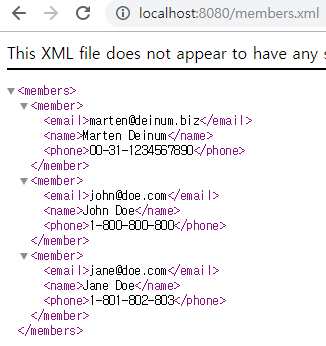 localhost:8080/members.xml
This XML file does not appear to have any
▼<members>
▼<member>
<email>marten@deinum.biz</email>
<name>Marten Deinum</name>
<phone>00-31-1234567890</phone>
</member>
▼<member>
<email>john@doe.com</email>
<name>John Doe</name>
<phone>1-800-800-800</phone>
</member>
▼<member>
<email>jane@doe.com</email>
<name>Jane Doe</name>
<phone>1-801-802-803</phone>
</member>
</members>